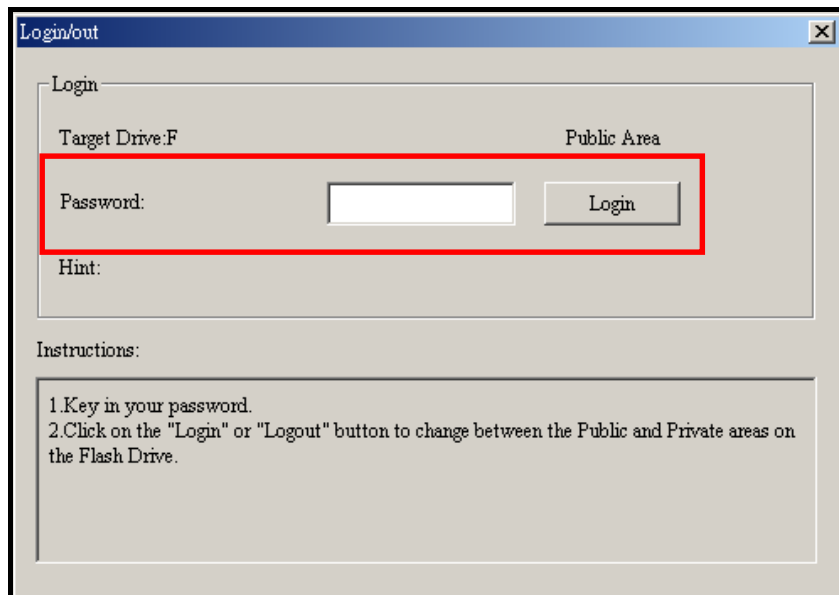 Login/out
Login
Target Drive:F Public Area
Password: Login
Hint:
Instructions:
1.Key in your password.
2.Click on the "Login" or "Logout" button to change between the Public and Private areas on
the Flash Drive.